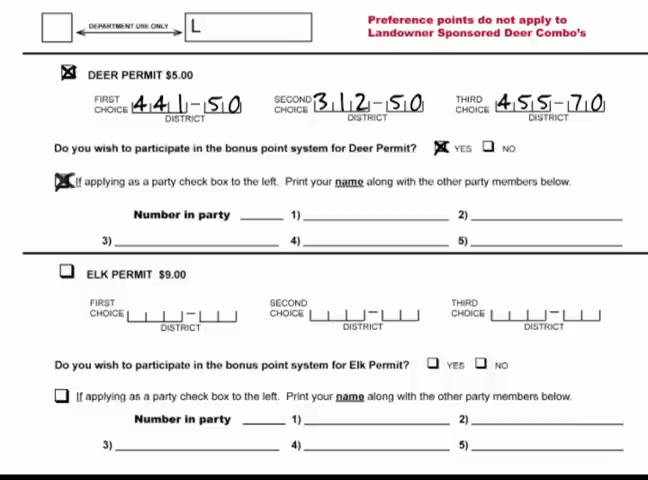 DEPARTMENT USE ONLY L Preference points do not apply to
Landowner Sponsored Deer Combo's
DEER PERMIT $5.00
FIRST CHOICE 441-50 SECOND CHOICE 312-50 THIRD CHOICE 455-70
DISTRICT DISTRICT DISTRICT
Do you wish to participate in the bonus point system for Deer Permit? YES NO
If applying as a party check box to the left. Print your name along with the other party members below.
Number in party 1) 2)
3) 4) 5)
ELK PERMIT $9.00
FIRST CHOICE - SECOND CHOICE - THIRD CHOICE -
DISTRICT DISTRICT DISTRICT
Do you wish to participate in the bonus point system for Elk Permit? YES NO
If applying as a party check box to the left. Print your name along with the other party members below.
Number in party 1) 2)
3) 4) 5)